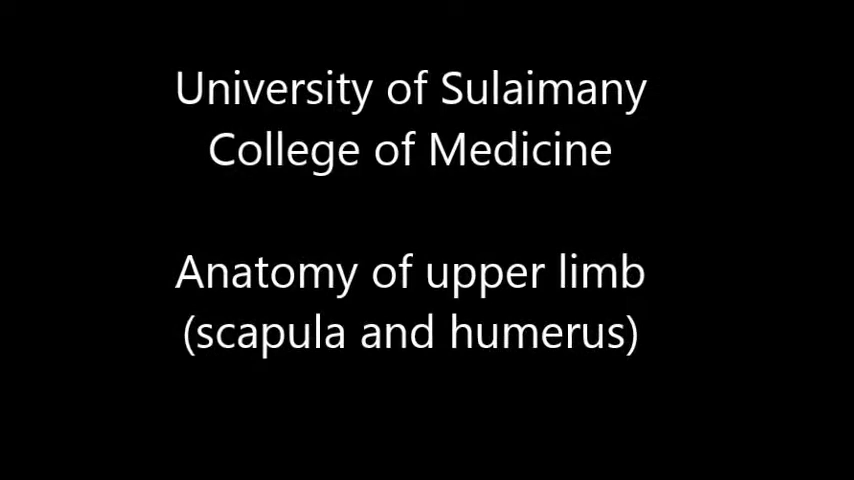 University of Sulaimany
College of Medicine
Anatomy of upper limb
(scapula and humerus)